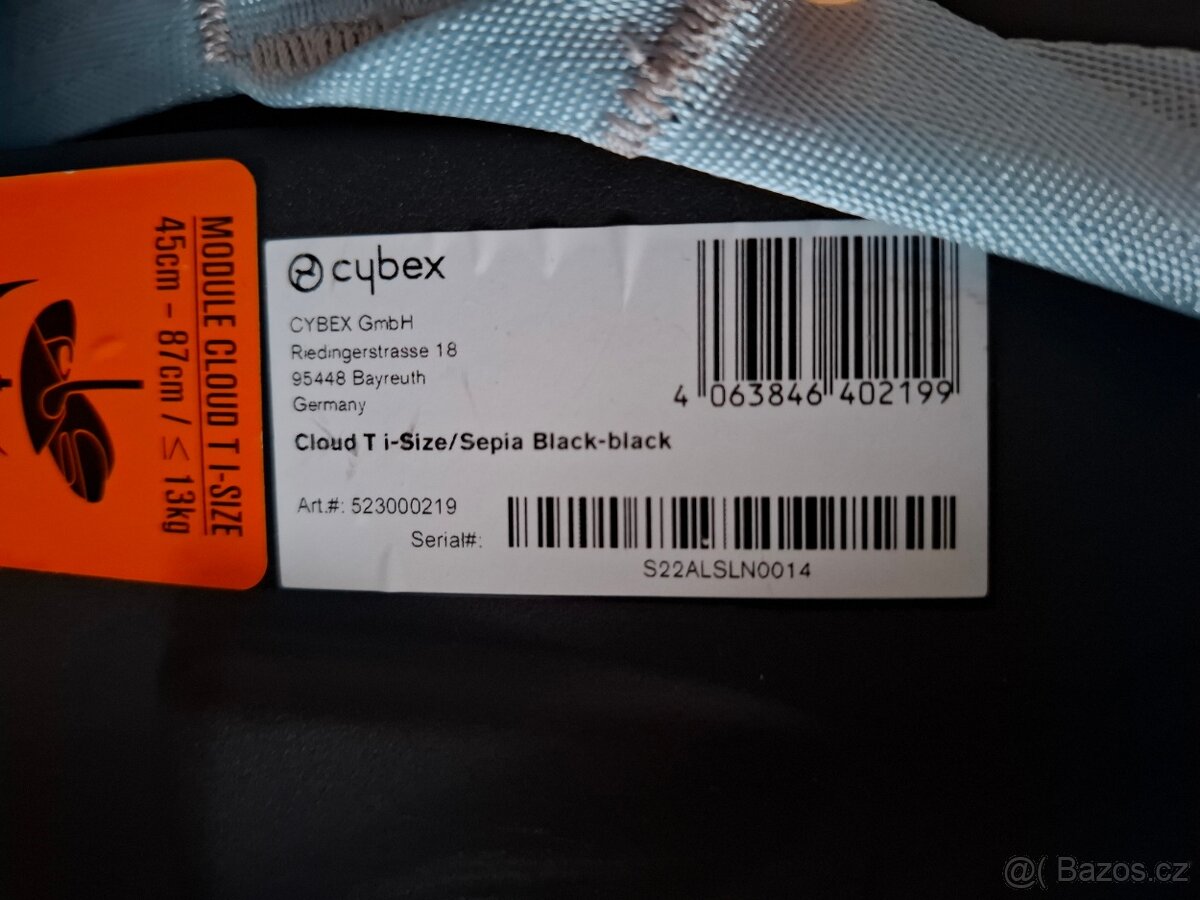 MODULE CLOUD T I-SIZE
45cm - 87cm / ≤ 13kg
cybex
CYBEX GmbH
Riedingerstrasse 18
95448 Bayreuth
Germany
4 063846 402199
Cloud T i-Size/Sepia Black-black
Art.#: 523000219
Serial#:
S22ALSLN0014
@( Bazos.cz